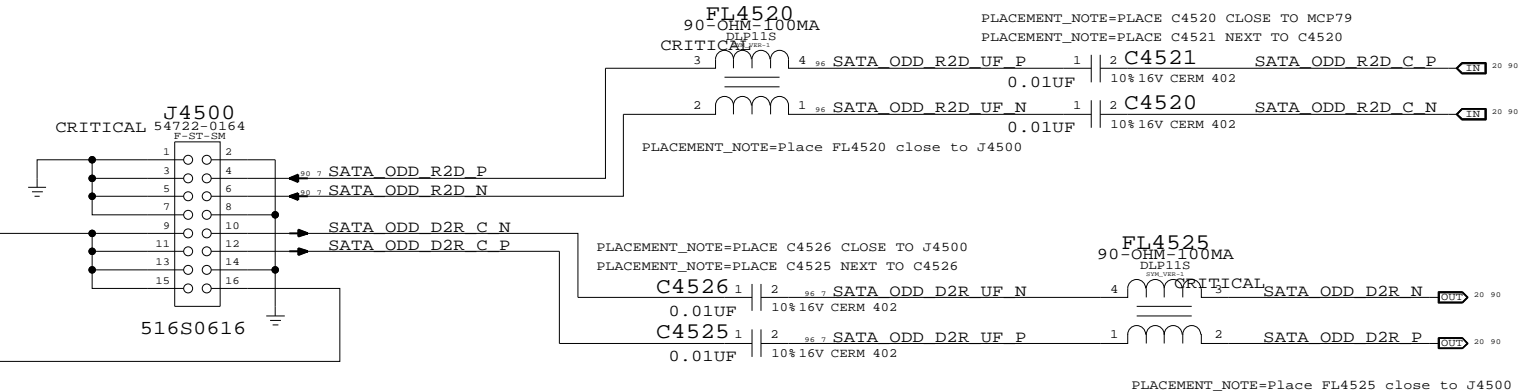 FL4520
90-OHM-100MA
DLP11S
SYM_VER-1
CRITICAL
PLACEMENT_NOTE=PLACE C4520 CLOSE TO MCP79
PLACEMENT_NOTE=PLACE C4521 NEXT TO C4520
3 4 96 SATA_ODD_R2D_UF_P 1 2 C4521 SATA_ODD_R2D_C_P IN 20 90
0.01UF 10% 16V CERM 402
2 1 96 SATA_ODD_R2D_UF_N 1 2 C4520 SATA_ODD_R2D_C_N IN 20 90
0.01UF 10% 16V CERM 402
PLACEMENT_NOTE=Place FL4520 close to J4500
J4500
CRITICAL 54722-0164
F-ST-SM
1 2
3 4 90 7 SATA_ODD_R2D_P
5 6 90 7 SATA_ODD_R2D_N
7 8
9 10 SATA_ODD_D2R_C_N
11 12 SATA_ODD_D2R_C_P
13 14
15 16
516S0616
PLACEMENT_NOTE=PLACE C4526 CLOSE TO J4500
PLACEMENT_NOTE=PLACE C4525 NEXT TO C4526
FL4525
90-OHM-100MA
DLP11S
SYM_VER-1
CRITICAL
C4526 1 2 96 7 SATA_ODD_D2R_UF_N 4 3 SATA_ODD_D2R_N OUT 20 90
0.01UF 10% 16V CERM 402
C4525 1 2 96 7 SATA_ODD_D2R_UF_P 1 2 SATA_ODD_D2R_P OUT 20 90
0.01UF 10% 16V CERM 402
PLACEMENT_NOTE=Place FL4525 close to J4500